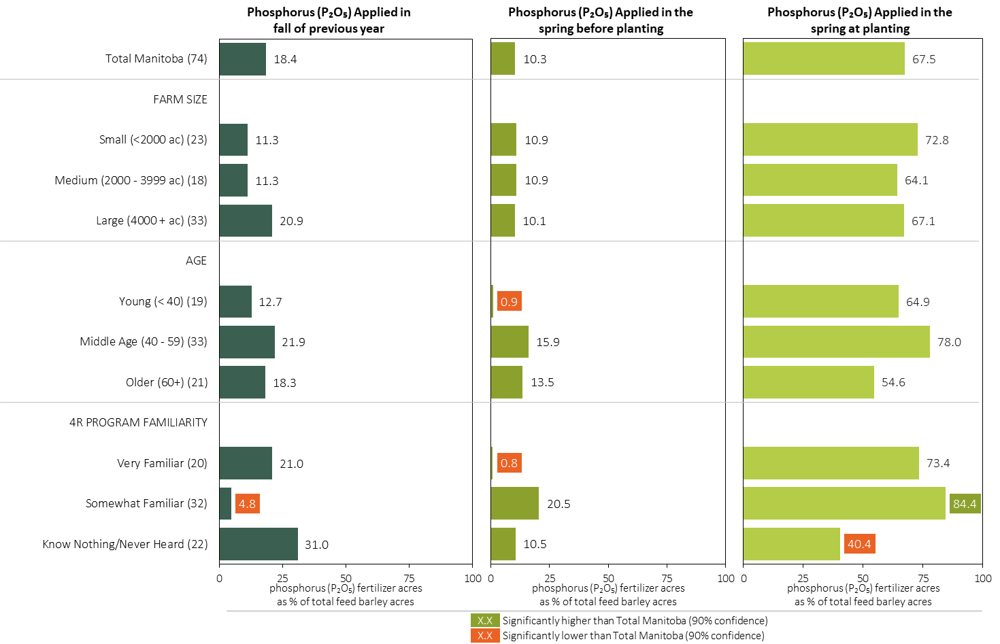 Phosphorus (P₂O₅) Applied in
fall of previous year
Phosphorus (P₂O₅) Applied in the
spring before planting
Phosphorus (P₂O₅) Applied in the
spring at planting
Total Manitoba (74) 18.4 10.3 67.5
FARM SIZE
Small (<2000 ac) (23) 11.3 10.9 72.8
Medium (2000 - 3999 ac) (18) 11.3 10.9 64.1
Large (4000 + ac) (33) 20.9 10.1 67.1
AGE
Young (< 40) (19) 12.7 0.9 64.9
Middle Age (40 - 59) (33) 21.9 15.9 78.0
Older (60+) (21) 18.3 13.5 54.6
4R PROGRAM FAMILIARITY
Very Familiar (20) 21.0 0.8 73.4
Somewhat Familiar (32) 4.8 20.5 84.4
Know Nothing/Never Heard (22) 31.0 10.5 40.4
0 25 50 75 100 0 25 50 75 100 0 25 50 75 100
phosphorus (P₂O₅) fertilizer acres
as % of total feed barley acres
phosphorus (P₂O₅) fertilizer acres
as % of total feed barley acres
phosphorus (P₂O₅) fertilizer acres
as % of total feed barley acres
X.X Significantly higher than Total Manitoba (90% confidence)
X.X Significantly lower than Total Manitoba (90% confidence)